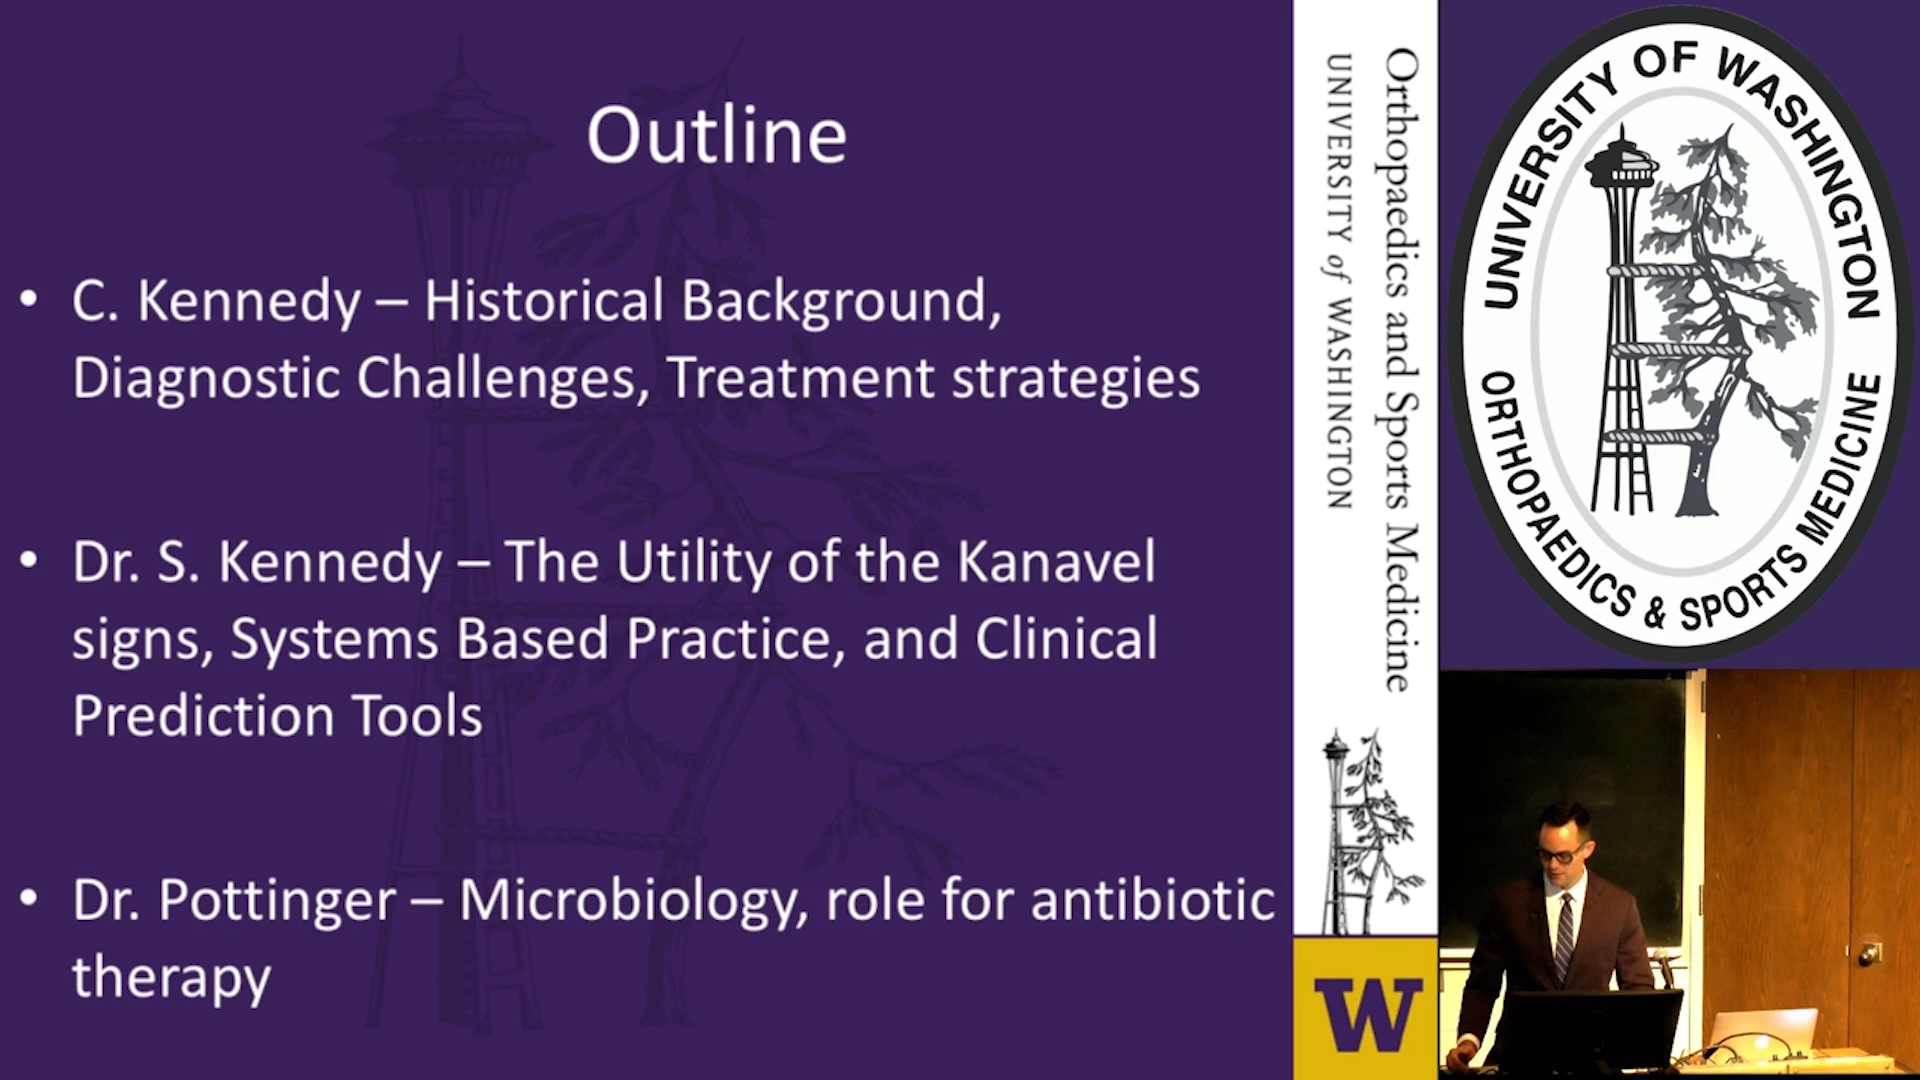 Outline
• C. Kennedy – Historical Background,
Diagnostic Challenges, Treatment strategies
• Dr. S. Kennedy – The Utility of the Kanavel
signs, Systems Based Practice, and Clinical
Prediction Tools
• Dr. Pottinger – Microbiology, role for antibiotic
therapy
Orthopaedics and Sports Medicine
UNIVERSITY of WASHINGTON
W
UNIVERSITY OF WASHINGTON
ORTHOPAEDICS & SPORTS MEDICINE